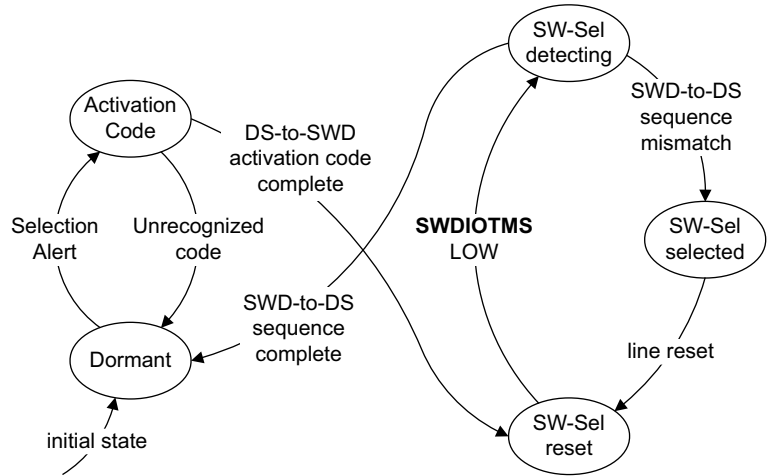 SW-Sel
detecting
Activation
Code
DS-to-SWD
activation code
complete
SWD-to-DS
sequence
mismatch
Selection
Alert
Unrecognized
code
SWDIOTMS
LOW
SW-Sel
selected
SWD-to-DS
sequence
complete
Dormant
line reset
initial state
SW-Sel
reset